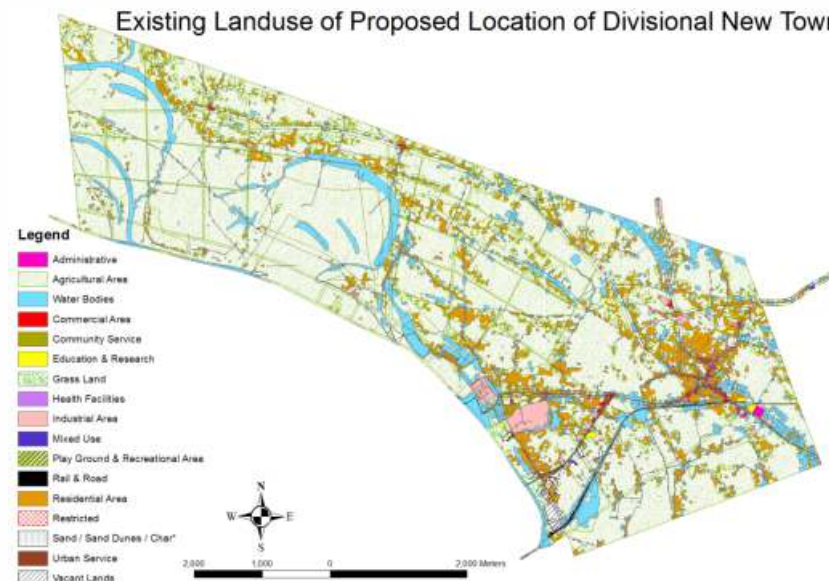 Existing Landuse of Proposed Location of Divisional New Town
Legend
Administrative
Agricultural Area
Water Bodies
Commercial Area
Community Service
Education & Research
Grass Land
Health Facilities
Industrial Area
Mixed Use
Play Ground & Recreational Area
Rail & Road
Residential Area
Restricted
Sand / Sand Dunes / Char*
Urban Service
Vacant Lands
N
W E
S
2,000 1,000 0 2,000 Meters